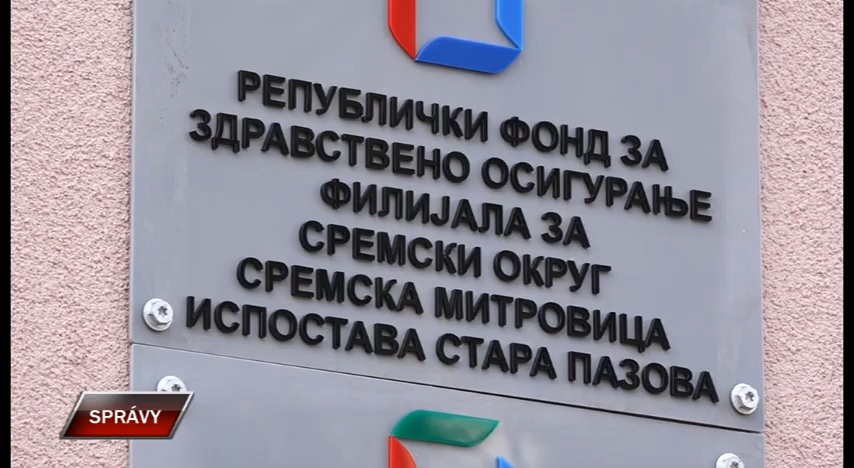 РЕПУБЛИЧКИ ФОНД ЗА
ЗДРАВСТВЕНО ОСИГУРАЊЕ
ФИЛИЈАЛА ЗА
СРЕМСКИ ОКРУГ
СРЕМСКА МИТРОВИЦА
ИСПОСТАВА СТАРА ПАЗОВА
SPRÁVY